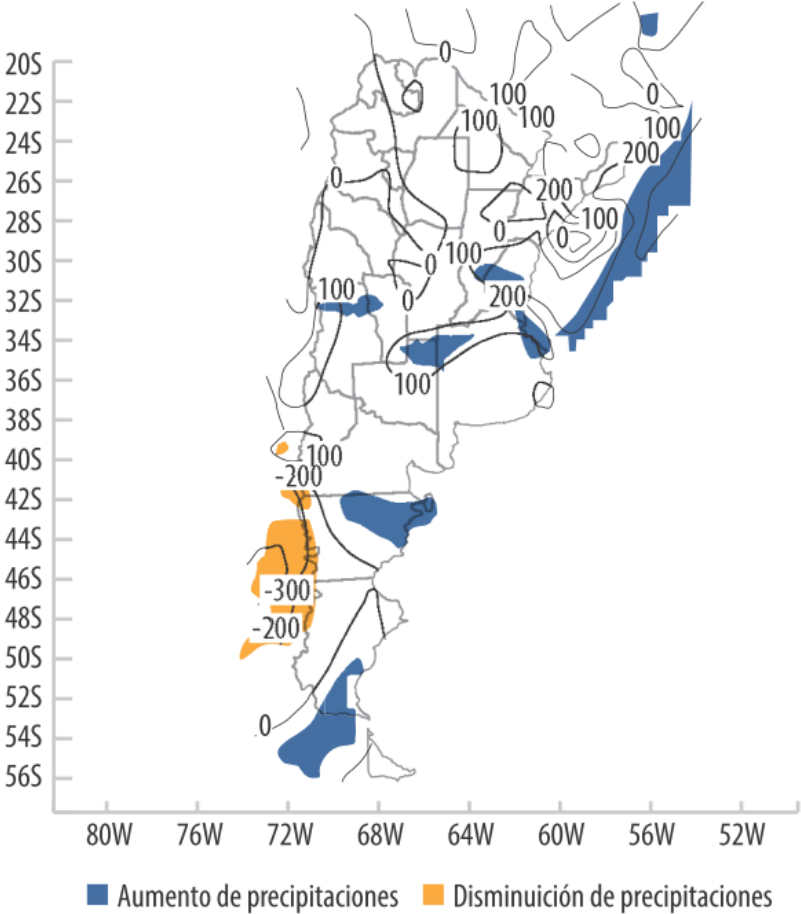 0
20S
22S
100
0
100
100
100
24S
200
26S
0
200
28S
100
0
0
30S
100
0
32S
100
0
200
34S
36S
100
38S
40S
100
-200
42S
44S
46S
-300
48S
-200
50S
52S
0
54S
56S
80W 76W 72W 68W 64W 60W 56W 52W
Aumento de precipitaciones Disminuición de precipitaciones